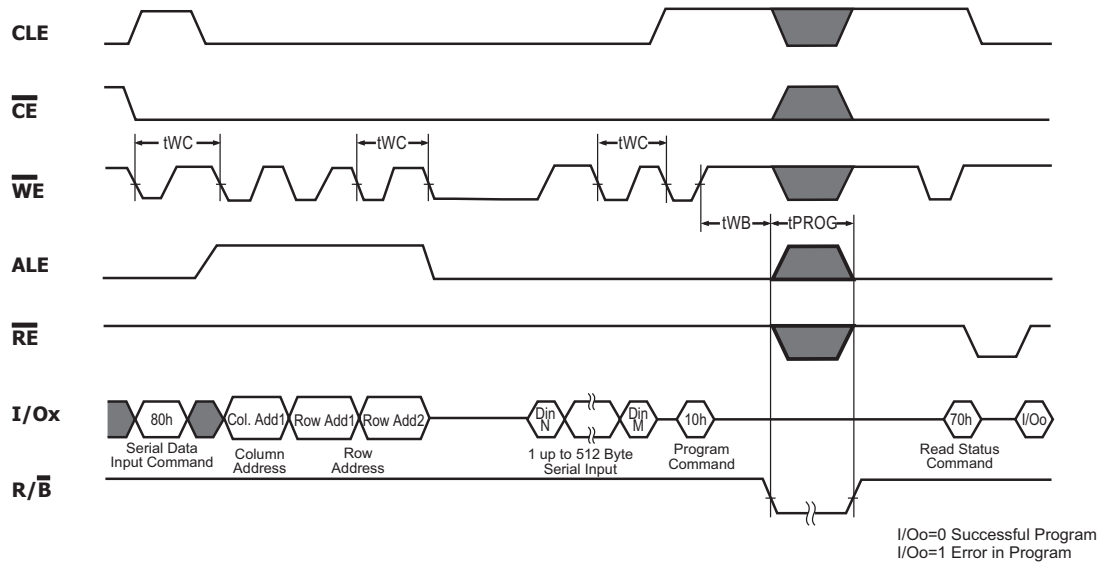 CLE
CE
tWC
tWC
tWC
WE
tWB
tPROG
ALE
RE
I/Ox
80h
Col. Add1
Row Add1
Row Add2
Din
N
Din
M
10h
70h
I/Oo
Serial Data
Input Command
Column
Address
Row
Address
1 up to 512 Byte
Serial Input
Program
Command
Read Status
Command
R/B
I/Oo=0 Successful Program
I/Oo=1 Error in Program